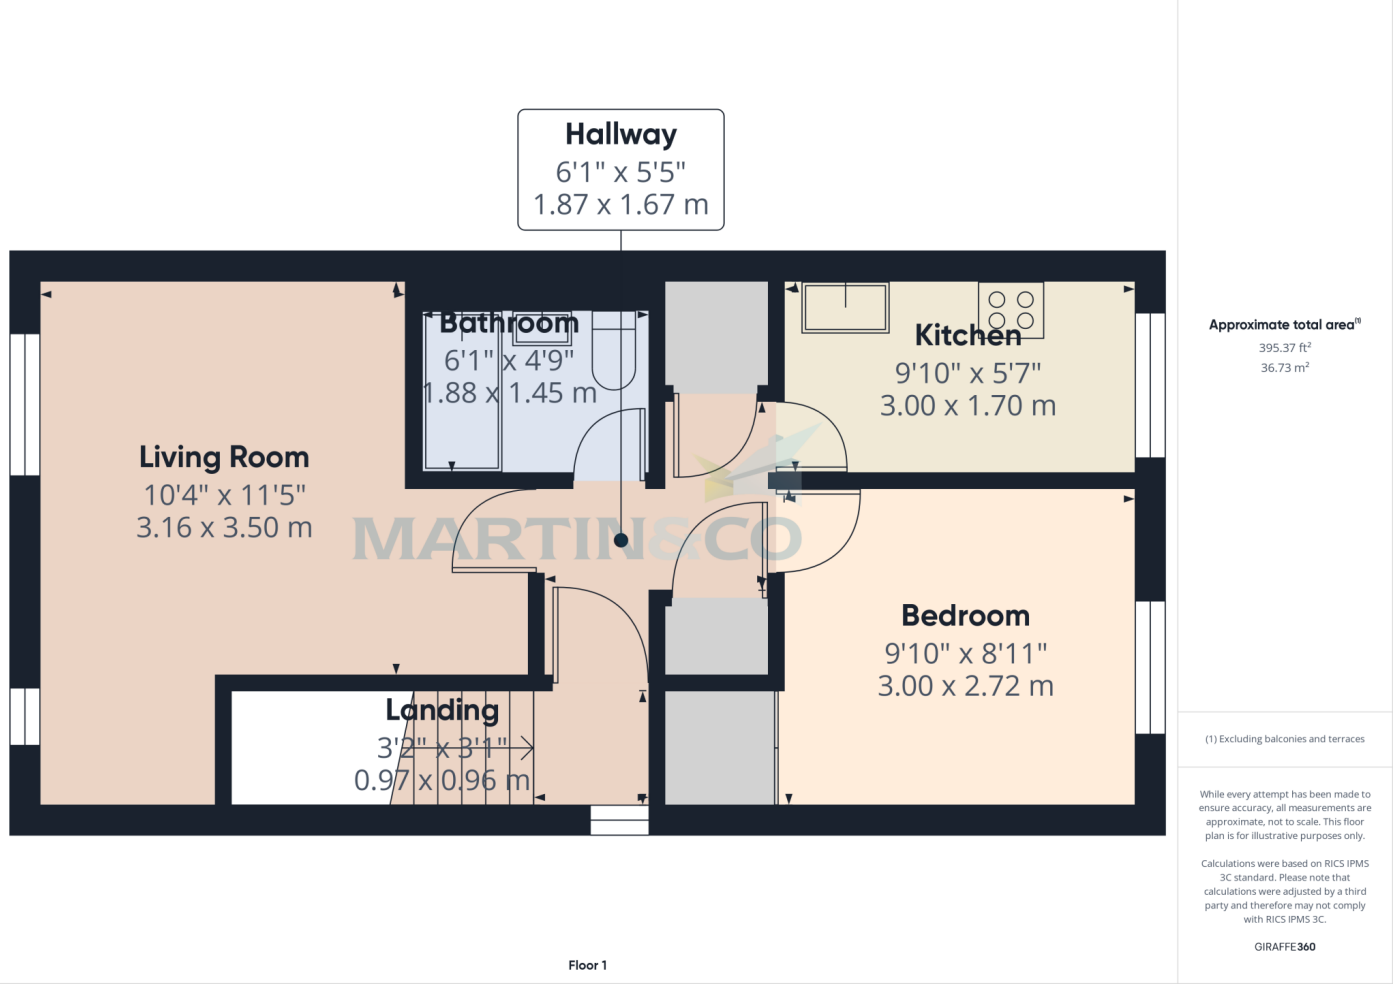 Hallway
6'1" x 5'5"
1.87 x 1.67 m
Bathroom
6'1" x 4'9"
1.88 x 1.45 m
Kitchen
9'10" x 5'7"
3.00 x 1.70 m
Living Room
10'4" x 11'5"
3.16 x 3.50 m
MARTIN&CO
Bedroom
9'10" x 8'11"
3.00 x 2.72 m
Landing
3'2" x 3'1"
0.97 x 0.96 m
Floor 1
Approximate total area(1)
395.37 ft²
36.73 m²
(1) Excluding balconies and terraces
While every attempt has been made to
ensure accuracy, all measurements are
approximate, not to scale. This floor
plan is for illustrative purposes only.
Calculations were based on RICS IPMS
3C standard. Please note that
calculations were adjusted by a third
party and therefore may not comply
with RICS IPMS 3C.
GIRAFFE360